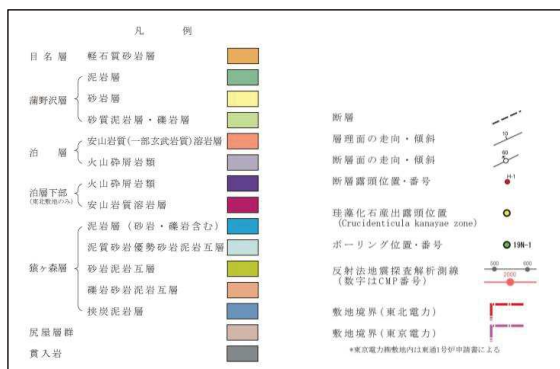 凡 例
目名層 軽石質砂岩層
蒲野沢層 泥岩層
砂岩層
砂質泥岩層・礫岩層
泊層 安山岩質(一部玄武岩質)溶岩層
火山砕屑岩類
泊層下部 火山砕屑岩類
(東北敷地のみ)
安山岩質溶岩層
猿ヶ森層 泥岩層(砂岩・礫岩含む)
泥質砂岩優勢砂岩泥岩互層
砂岩泥岩互層
礫岩砂岩泥岩互層
挟炭泥岩層
尻屋層群
貫入岩
断層
層理面の走向・傾斜 10
断層面の走向・傾斜 60
断層露頭位置・番号 H-1
珪藻化石産出露頭位置
(Crucidenticula kanayae zone)
ボーリング位置・番号 19N-1
反射法地震探査解析測線 500 600
(数字はCMP番号) 2000
敷地境界(東北電力)
敷地境界(東京電力)
*東京電力㈱敷地内は東通1号炉申請書による